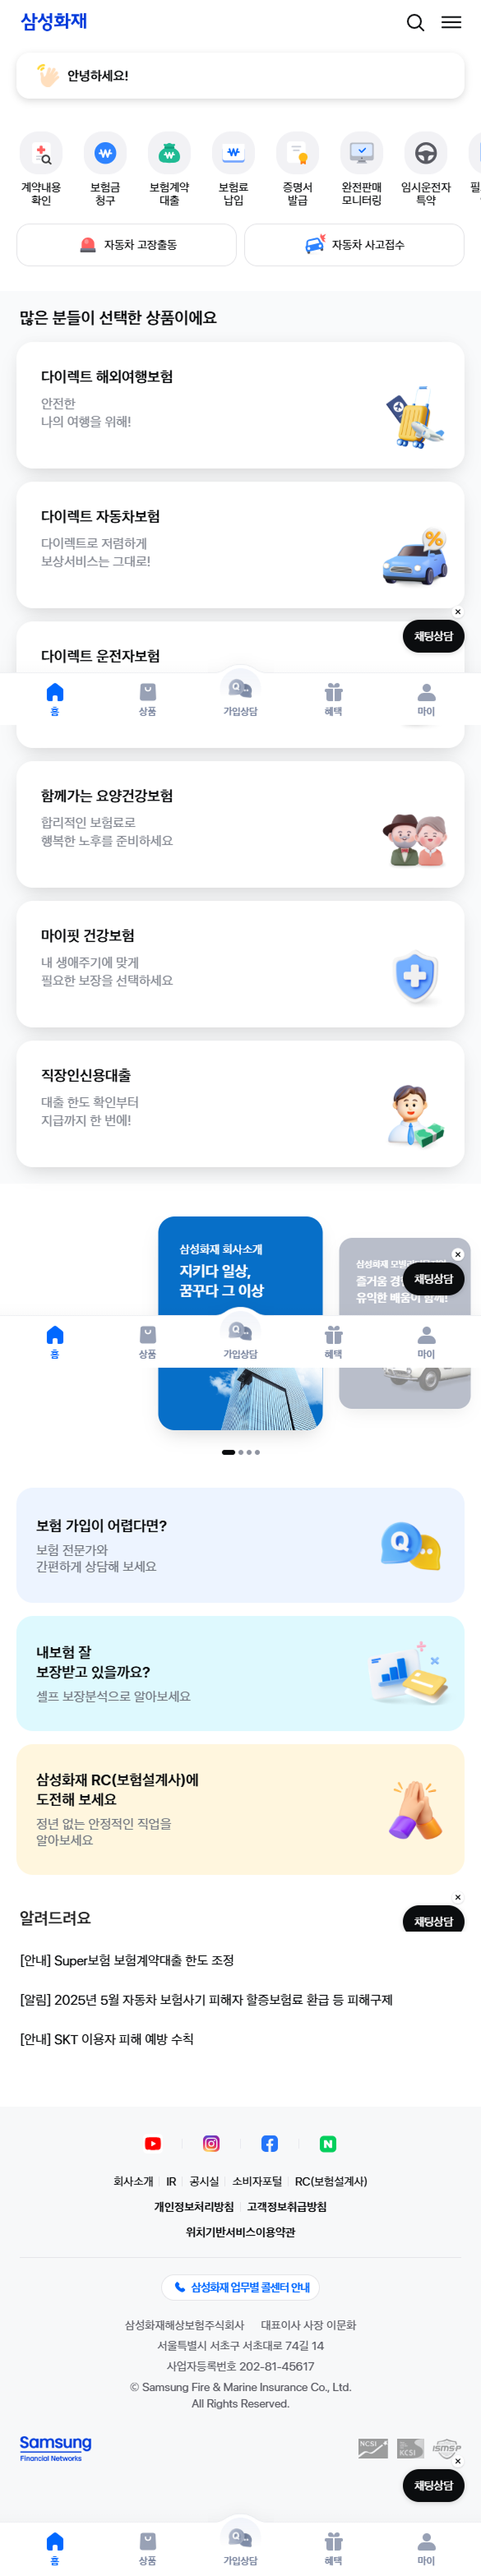 삼성화재
안녕하세요!
계약내용
확인
보험금
청구
보험계약
대출
보험료
납입
증명서
발급
완전판매
모니터링
임시운전자
특약
자동차 고장출동
자동차 사고접수
많은 분들이 선택한 상품이에요
다이렉트 해외여행보험
안전한
나의 여행을 위해!
다이렉트 자동차보험
다이렉트로 저렴하게
보상서비스는 그대로!
%
채팅상담
다이렉트 운전자보험
홈
상품
가입상담
혜택
마이
함께가는 요양건강보험
합리적인 보험료로
행복한 노후를 준비하세요
마이핏 건강보험
내 생애주기에 맞게
필요한 보장을 선택하세요
직장인신용대출
대출 한도 확인부터
지급까지 한 번에!
삼성화재 회사소개
지키다 일상,
꿈꾸다 그 이상
삼성화재
즐거움
유익한 배움이 함께!
채팅상담
홈
상품
가입상담
혜택
마이
보험 가입이 어렵다면?
보험 전문가와
간편하게 상담해 보세요
Q
내보험 잘
보장받고 있을까요?
셀프 보장분석으로 알아보세요
삼성화재 RC(보험설계사)에
도전해 보세요
정년 없는 안정적인 직업을
알아보세요
알려드려요
채팅상담
[안내] Super보험 보험계약대출 한도 조정
[알림] 2025년 5월 자동차 보험사기 피해자 할증보험료 환급 등 피해구제
[안내] SKT 이용자 피해 예방 수칙
회사소개 IR 공시실 소비자포털 RC(보험설계사)
개인정보처리방침 고객정보취급방침
위치기반서비스이용약관
삼성화재 업무별 콜센터 안내
삼성화재해상보험주식회사 대표이사 사장 이문화
서울특별시 서초구 서초대로 74길 14
사업자등록번호 202-81-45617
© Samsung Fire & Marine Insurance Co., Ltd.
All Rights Reserved.
Samsung
Financial Networks
NCSI
KCSI
ISMS-P
채팅상담
홈
상품
가입상담
혜택
마이